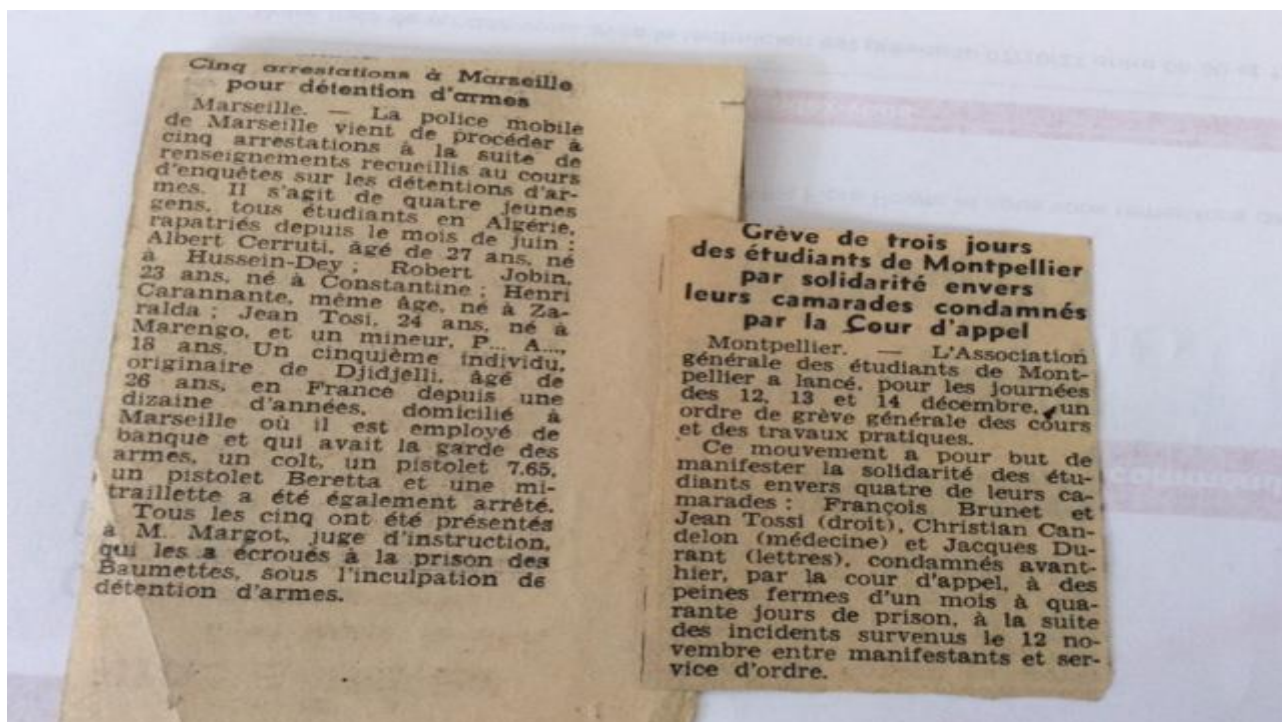 Cinq arrestations à Marseille
pour détention d'armes
Marseille. — La police mobile
de Marseille vient de procéder à
cinq arrestations à la suite de
renseignements recueillis au cours
d'enquêtes sur les détentions d'ar-
mes. Il s'agit de quatre jeunes
gens, tous étudiants en Algérie,
rapatriés depuis le mois de juin :
Albert Cerruti, âgé de 27 ans, né
à Hussein-Dey ; Robert Jobin,
23 ans, né à Constantine ; Henri
Carannante, même âge, né à Za-
ralda ; Jean Tosi, 24 ans, né à
Marengo, et un mineur, P... A...,
18 ans. Un cinquième individu,
originaire de Djidjelli, âgé de
26 ans, en France depuis une
dizaine d'années, domicilié à
Marseille où il est employé de
banque et qui avait la garde des
armes, un colt, un pistolet 7.65,
un pistolet Beretta et une mi-
traillette a été également arrêté.
Tous les cinq ont été présentés
à M. Margot, juge d'instruction,
qui les a écroués à la prison des
Baumettes, sous l'inculpation de
détention d'armes.
Grève de trois jours
des étudiants de Montpellier
par solidarité envers
leurs camarades condamnés
par la Cour d'appel
Montpellier. — L'Association
générale des étudiants de Mont-
pellier a lancé, pour les journées
des 12, 13 et 14 décembre, un
ordre de grève générale des cours
et des travaux pratiques.
Ce mouvement a pour but de
manifester la solidarité des étu-
diants envers quatre de leurs ca-
marades : François Brunet et
Jean Tossi (droit), Christian Can-
delon (médecine) et Jacques Du-
rant (lettres), condamnés avant-
hier, par la cour d'appel, à des
peines fermes d'un mois à qua-
rante jours de prison, à la suite
des incidents survenus le 12 no-
vembre entre manifestants et ser-
vice d'ordre.